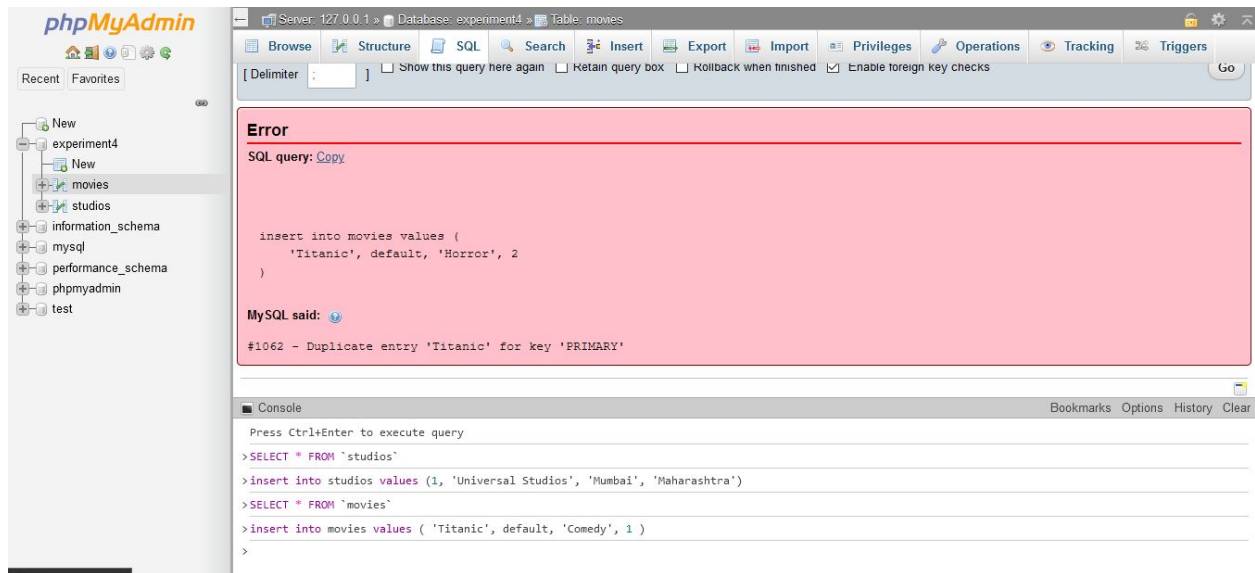 phpMyAdmin
Recent Favorites
New
experiment4
New
movies
studios
information_schema
mysql
performance_schema
phpmyadmin
test
Server: 127.0.0.1 » Database: experiment4 » Table: movies
Browse Structure SQL Search Insert Export Import Privileges Operations Tracking Triggers
[ Delimiter ; ] Show this query here again Retain query box Rollback when finished Enable foreign key checks Go
Error
SQL query: Copy
insert into movies values (
'Titanic', default, 'Horror', 2
)
MySQL said:
#1062 - Duplicate entry 'Titanic' for key 'PRIMARY'
Console Bookmarks Options History Clear
Press Ctrl+Enter to execute query
>SELECT * FROM `studios`
>insert into studios values (1, 'Universal Studios', 'Mumbai', 'Maharashtra')
>SELECT * FROM `movies`
>insert into movies values ( 'Titanic', default, 'Comedy', 1 )
>